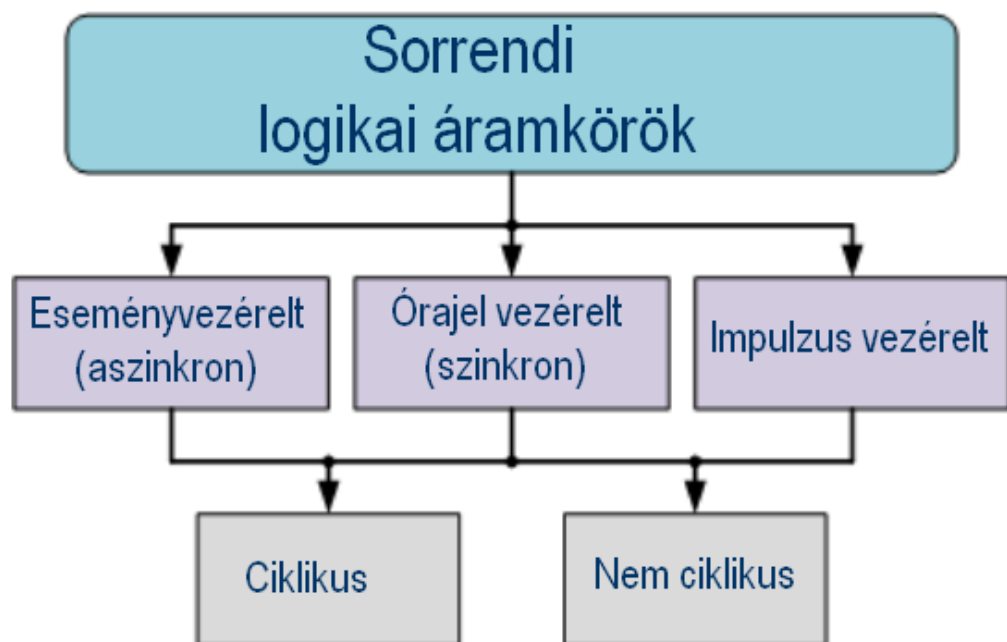 Sorrendi
logikai áramkörök
Eseményvezérelt
(aszinkron)
Órajel vezérelt
(szinkron)
Impulzus vezérelt
Ciklikus
Nem ciklikus